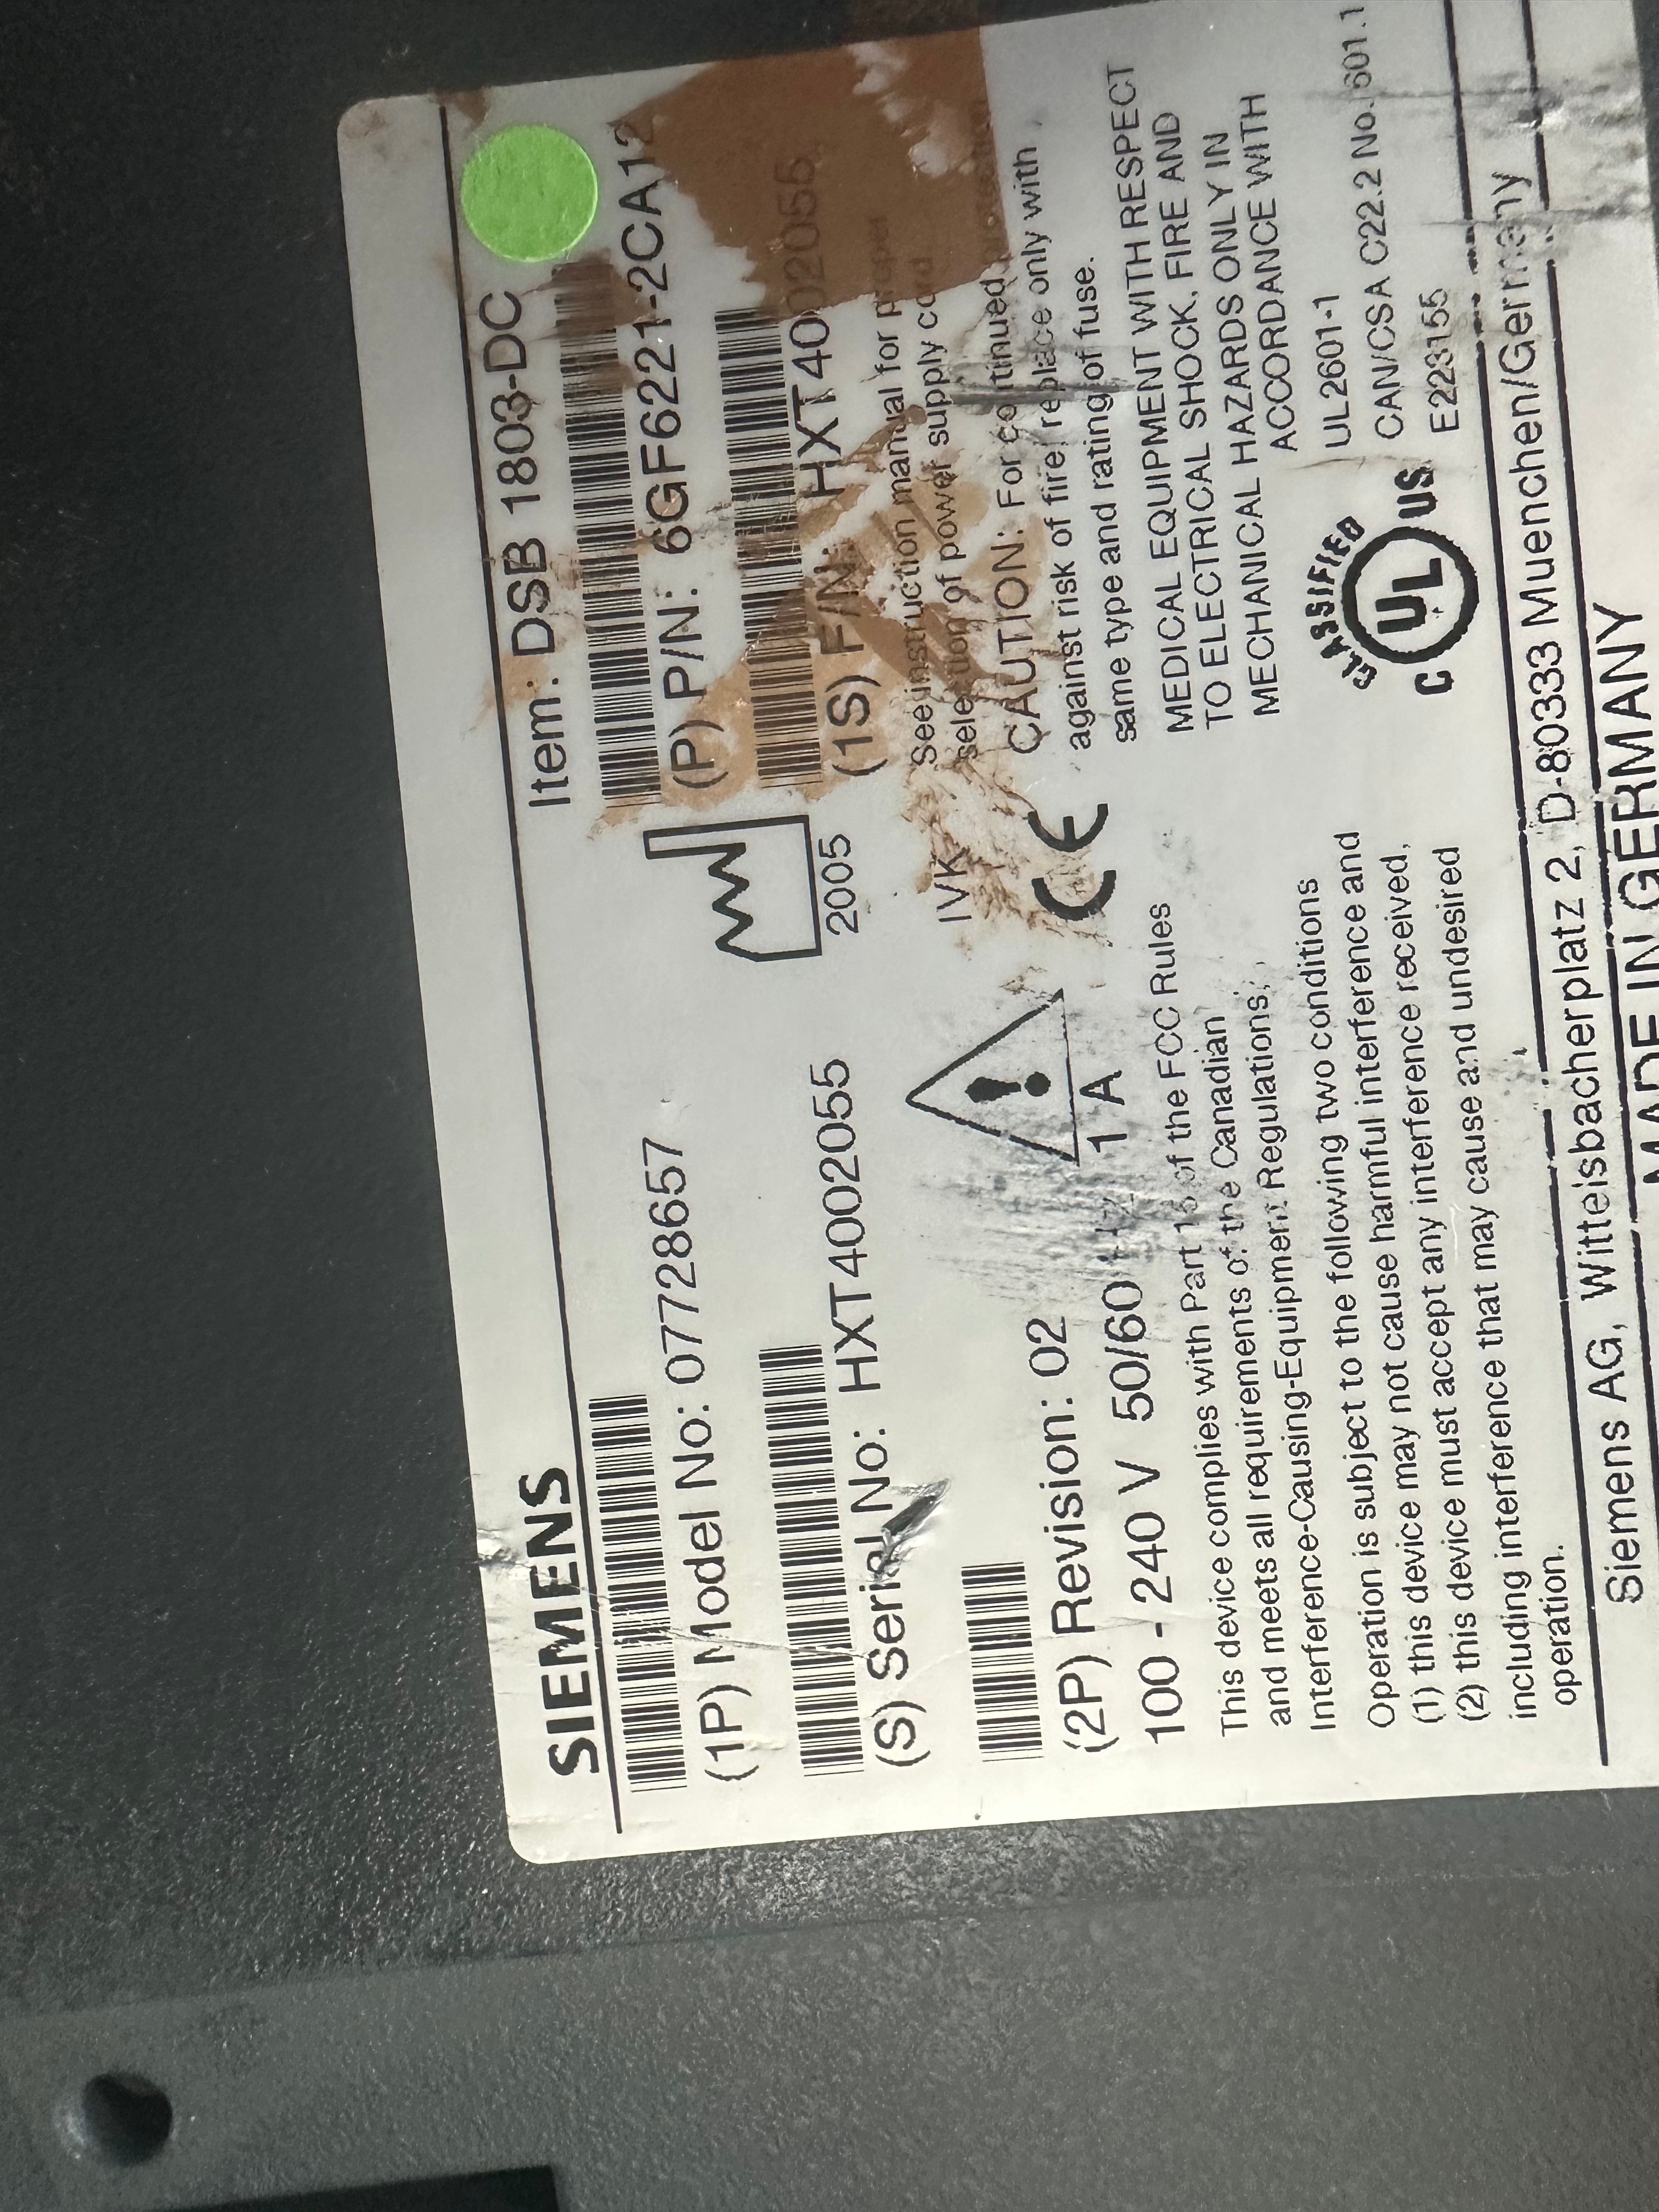 SIEMENS
(1P) Model No: 07728657
(S) Serial No: HXT4002055
(2P) Revision: 02
100 - 240 V 50/60 Hz 1 A
This device complies with Part 15 of the FCC Rules
and meets all requirements of the Canadian
Interference-Causing-Equipment Regulations.
Operation is subject to the following two conditions
(1) this device may not cause harmful interference and
(2) this device must accept any interference received,
including interference that may cause and undesired
operation.
2005
IVK
CE
Item: DSB 1803-DC
(P) P/N: 6GF6221-2CA12
(1S) F/N: HXT4002055
See instruction manual for proper
selection of power supply cord
CAUTION: For continued
against risk of fire, replace only with
same type and rating of fuse.
MEDICAL EQUIPMENT WITH RESPECT
TO ELECTRICAL SHOCK, FIRE AND
MECHANICAL HAZARDS ONLY IN
ACCORDANCE WITH
UL2601-1
CAN/CSA C22.2 No. 601.1
E223155
CLASSIFIED
C UL US
Siemens AG, Wittelsbacherplatz 2, D-80333 Muenchen/Germany
MADE IN GERMANY